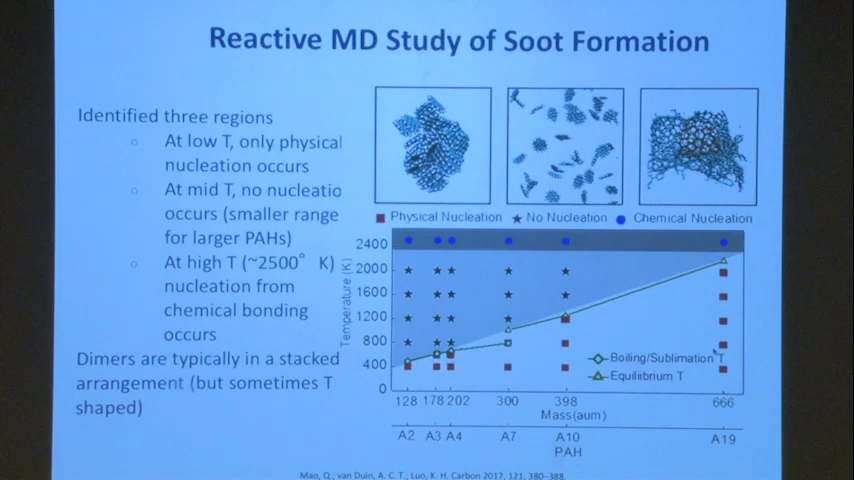 Reactive MD Study of Soot Formation
Identified three regions
At low T, only physical
nucleation occurs
At mid T, no nucleatio
occurs (smaller range
for larger PAHs)
At high T (~2500° K)
nucleation from
chemical bonding
occurs
Dimers are typically in a stacked
arrangement (but sometimes T
shaped)
Physical Nucleation No Nucleation Chemical Nucleation
Temperature (K)
2400
2000
1600
1200
800
400
0
Boiling/Sublimation T
Equilibrium T
128 178 202 300 398 666
Mass(aum)
A2 A3 A4 A7 A10 A19
PAH
Mao, Q.; van Duin, A. C. T.; Luo, K. H. Carbon 2017, 121, 380–388.